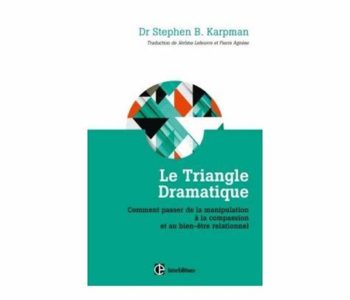 Dr Stephen B. Karpman
Traduction de Jérôme Lefeuvre et Pierre Agnèse
Le Triangle
Dramatique
Comment passer de la manipulation
à la compassion
et au bien-être relationnel
InterEditions